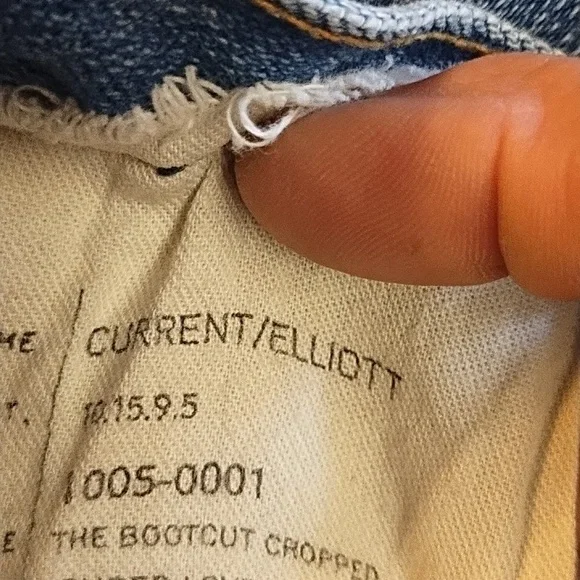 ME CURRENT/ELLIOTT
T. 10.15.9.5
1005-0001
E THE BOOTCUT CROPPED